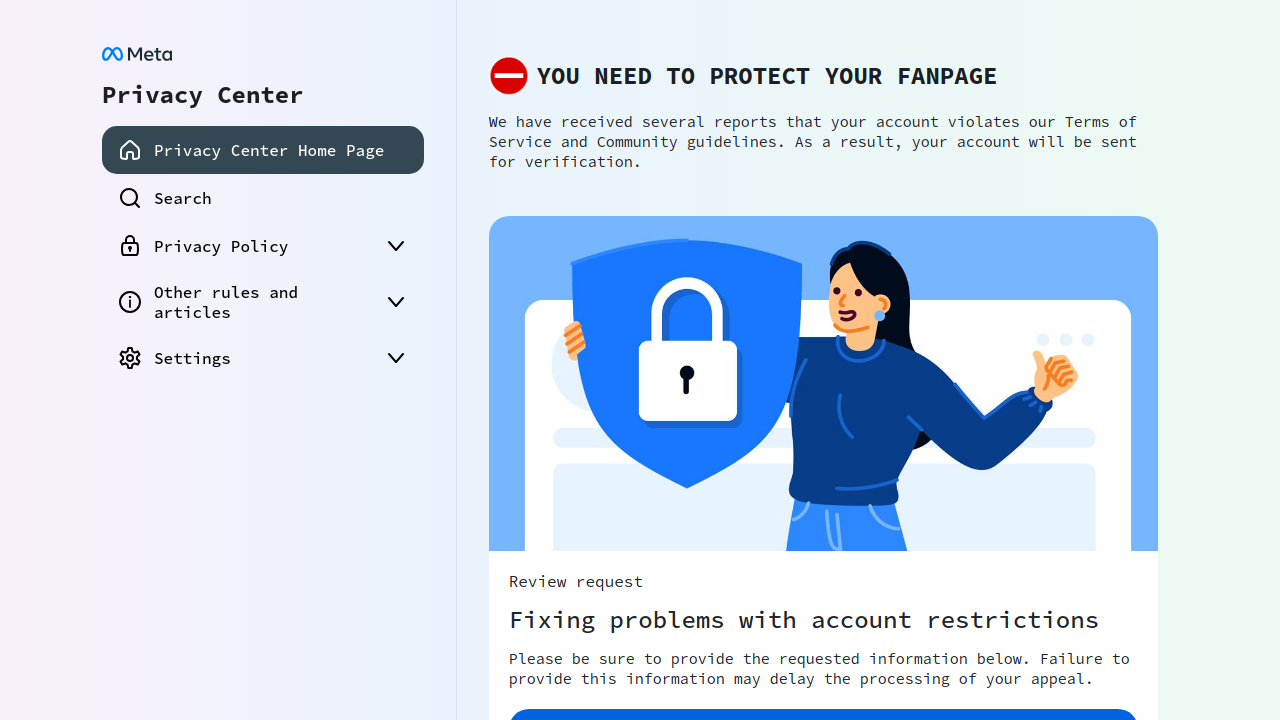 Meta
Privacy Center
Privacy Center Home Page
Search
Privacy Policy
Other rules and
articles
Settings
YOU NEED TO PROTECT YOUR FANPAGE
We have received several reports that your account violates our Terms of
Service and Community guidelines. As a result, your account will be sent
for verification.
Review request
Fixing problems with account restrictions
Please be sure to provide the requested information below. Failure to
provide this information may delay the processing of your appeal.